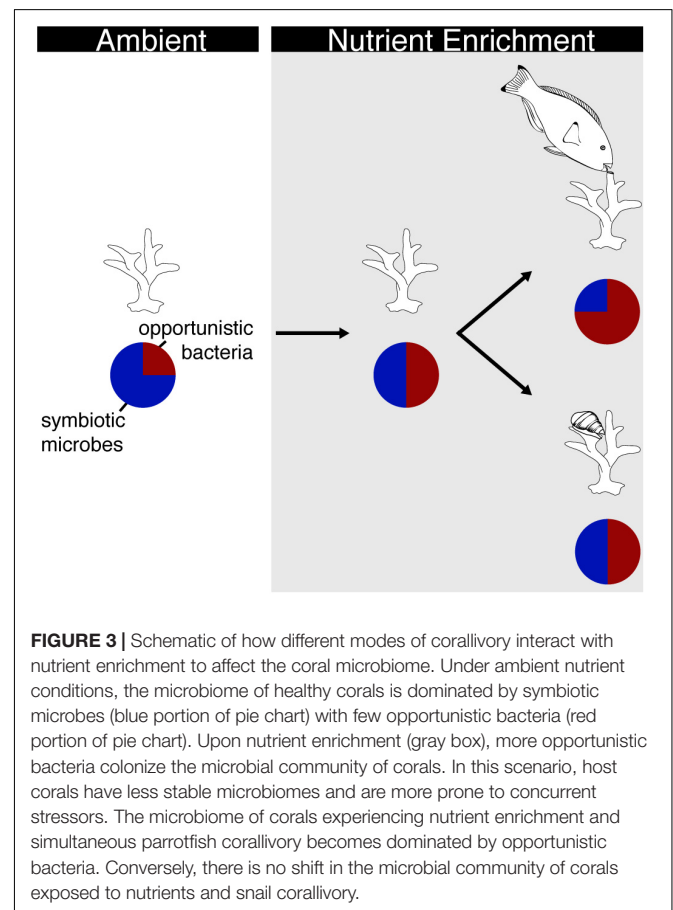 Ambient
Nutrient Enrichment
opportunistic
bacteria
symbiotic
microbes
FIGURE 3 | Schematic of how different modes of corallivory interact with
nutrient enrichment to affect the coral microbiome. Under ambient nutrient
conditions, the microbiome of healthy corals is dominated by symbiotic
microbes (blue portion of pie chart) with few opportunistic bacteria (red
portion of pie chart). Upon nutrient enrichment (gray box), more opportunistic
bacteria colonize the microbial community of corals. In this scenario, host
corals have less stable microbiomes and are more prone to concurrent
stressors. The microbiome of corals experiencing nutrient enrichment and
simultaneous parrotfish corallivory becomes dominated by opportunistic
bacteria. Conversely, there is no shift in the microbial community of corals
exposed to nutrients and snail corallivory.